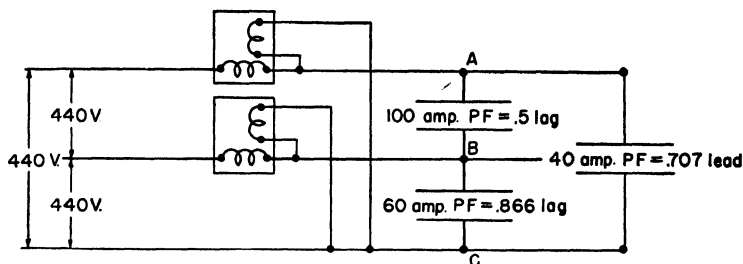 A
440V.
100 amp. PF = .5 lag
440 V.
B
40 amp. PF = .707 lead
440V.
60 amp. PF = .866 lag
C